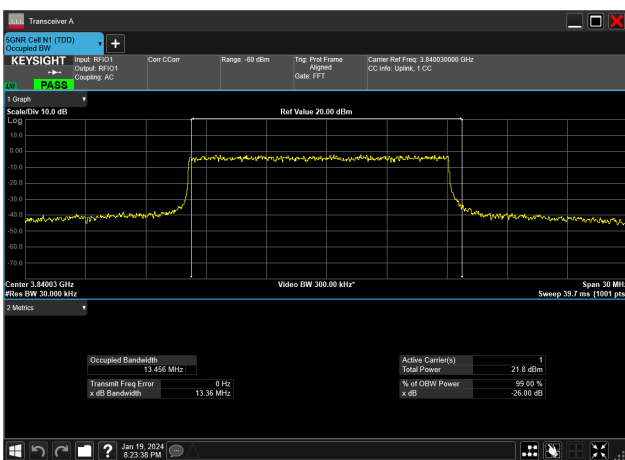 Transceiver A
5GNR Cell N1 (TDD)
Occupied BW
KEYSIGHT
Input: RFIO1
Output: RFIO1
Coupling: AC
Corr CCorr
Range: -60 dBm
Trig: Prot Frame
Aligned
Gate: FFT
Carrier Ref Freq: 3.840030000 GHz
CC Info: Uplink, 1 CC
PASS
1 Graph
Scale/Div 10.0 dB
Ref Value 20.00 dBm
Log
10.0
0.00
-10.0
-20.0
-30.0
-40.0
-50.0
-60.0
-70.0
Center 3.84003 GHz
Video BW 300.00 kHz*
Span 30 MH
#Res BW 30.000 kHz
Sweep 39.7 ms (1001 pts
2 Metrics
Occupied Bandwidth
13.456 MHz
Active Carrier(s) 1
Total Power 21.8 dBm
Transmit Freq Error 0 Hz
x dB Bandwidth 13.36 MHz
% of OBW Power 99.00 %
x dB -26.00 dB
Jan 19, 2024
8:23:38 PM